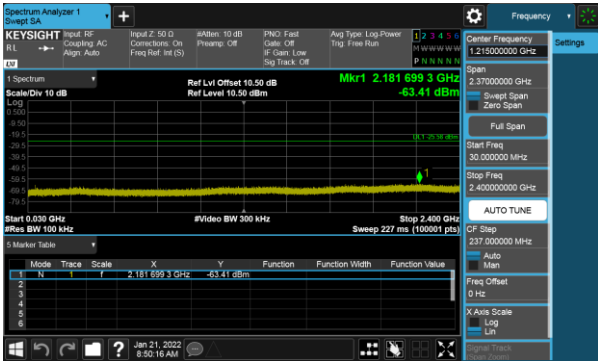 Spectrum Analyzer 1
Swept SA
+
Frequency
KEYSIGHT
Input: RF
Input Z: 50 Ω
#Atten: 10 dB
PNO: Fast
Avg Type: Log-Power
1 2 3 4 5 6
RL
Coupling: AC
Corrections: On
Preamp: Off
Gate: Off
Trig: Free Run
M W W W W W
Align: Auto
Freq Ref: Int (S)
IF Gain: Low
P N N N N N
Sig Track: Off
1 Spectrum
Ref Lvl Offset 10.50 dB
Mkr1 2.181 699 3 GHz
Scale/Div 10 dB
Ref Level 10.50 dBm
-63.41 dBm
Log
0.500
-9.50
-19.5
DL1 -25.58 dBm
-29.5
-39.5
-49.5
1
-59.5
-69.5
-79.5
Start 0.030 GHz
#Video BW 300 kHz
Stop 2.400 GHz
#Res BW 100 kHz
Sweep 227 ms (100001 pts)
5 Marker Table
Mode Trace Scale X Y Function Function Width Function Value
1 N 1 f 2.181 699 3 GHz -63.41 dBm
2
3
4
5
6
Jan 21, 2022
8:50:16 AM
Center Frequency
1.215000000 GHz
Settings
Span
2.37000000 GHz
Swept Span
Zero Span
Full Span
Start Freq
30.000000 MHz
Stop Freq
2.400000000 GHz
AUTO TUNE
CF Step
237.000000 MHz
Auto
Man
Freq Offset
0 Hz
X Axis Scale
Log
Lin
Signal Track
(Span Zoom)